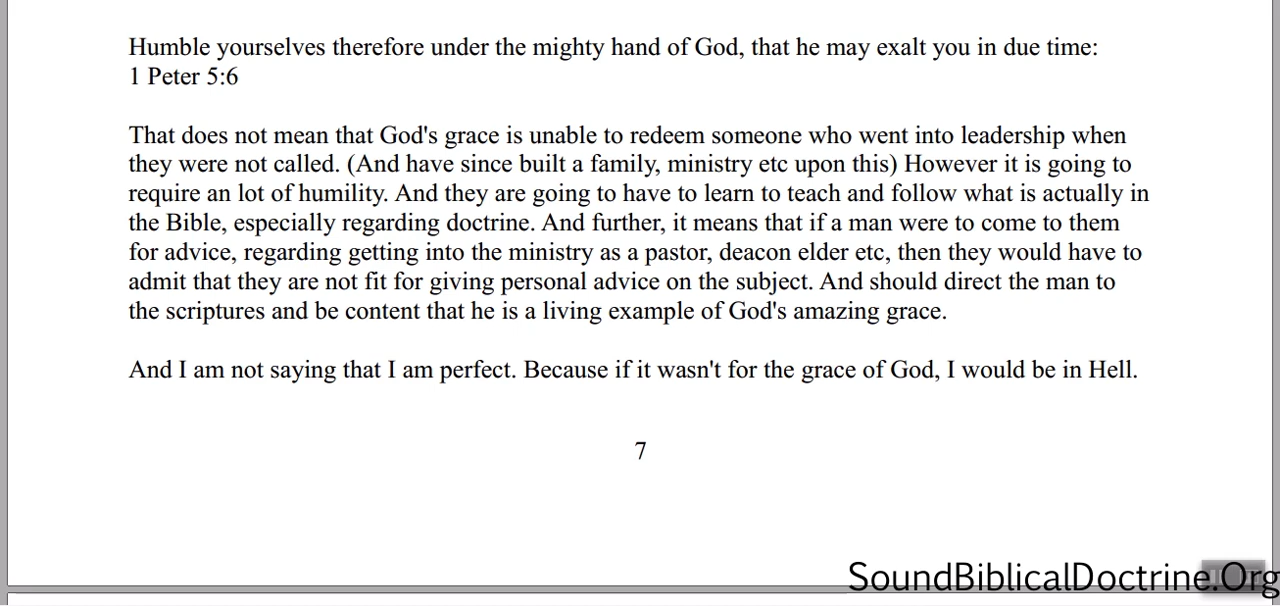 Humble yourselves therefore under the mighty hand of God, that he may exalt you in due time:
1 Peter 5:6
That does not mean that God's grace is unable to redeem someone who went into leadership when
they were not called. (And have since built a family, ministry etc upon this) However it is going to
require an lot of humility. And they are going to have to learn to teach and follow what is actually in
the Bible, especially regarding doctrine. And further, it means that if a man were to come to them
for advice, regarding getting into the ministry as a pastor, deacon elder etc, then they would have to
admit that they are not fit for giving personal advice on the subject. And should direct the man to
the scriptures and be content that he is a living example of God's amazing grace.
And I am not saying that I am perfect. Because if it wasn't for the grace of God, I would be in Hell.
7
SoundBiblicalDoctrine.Org